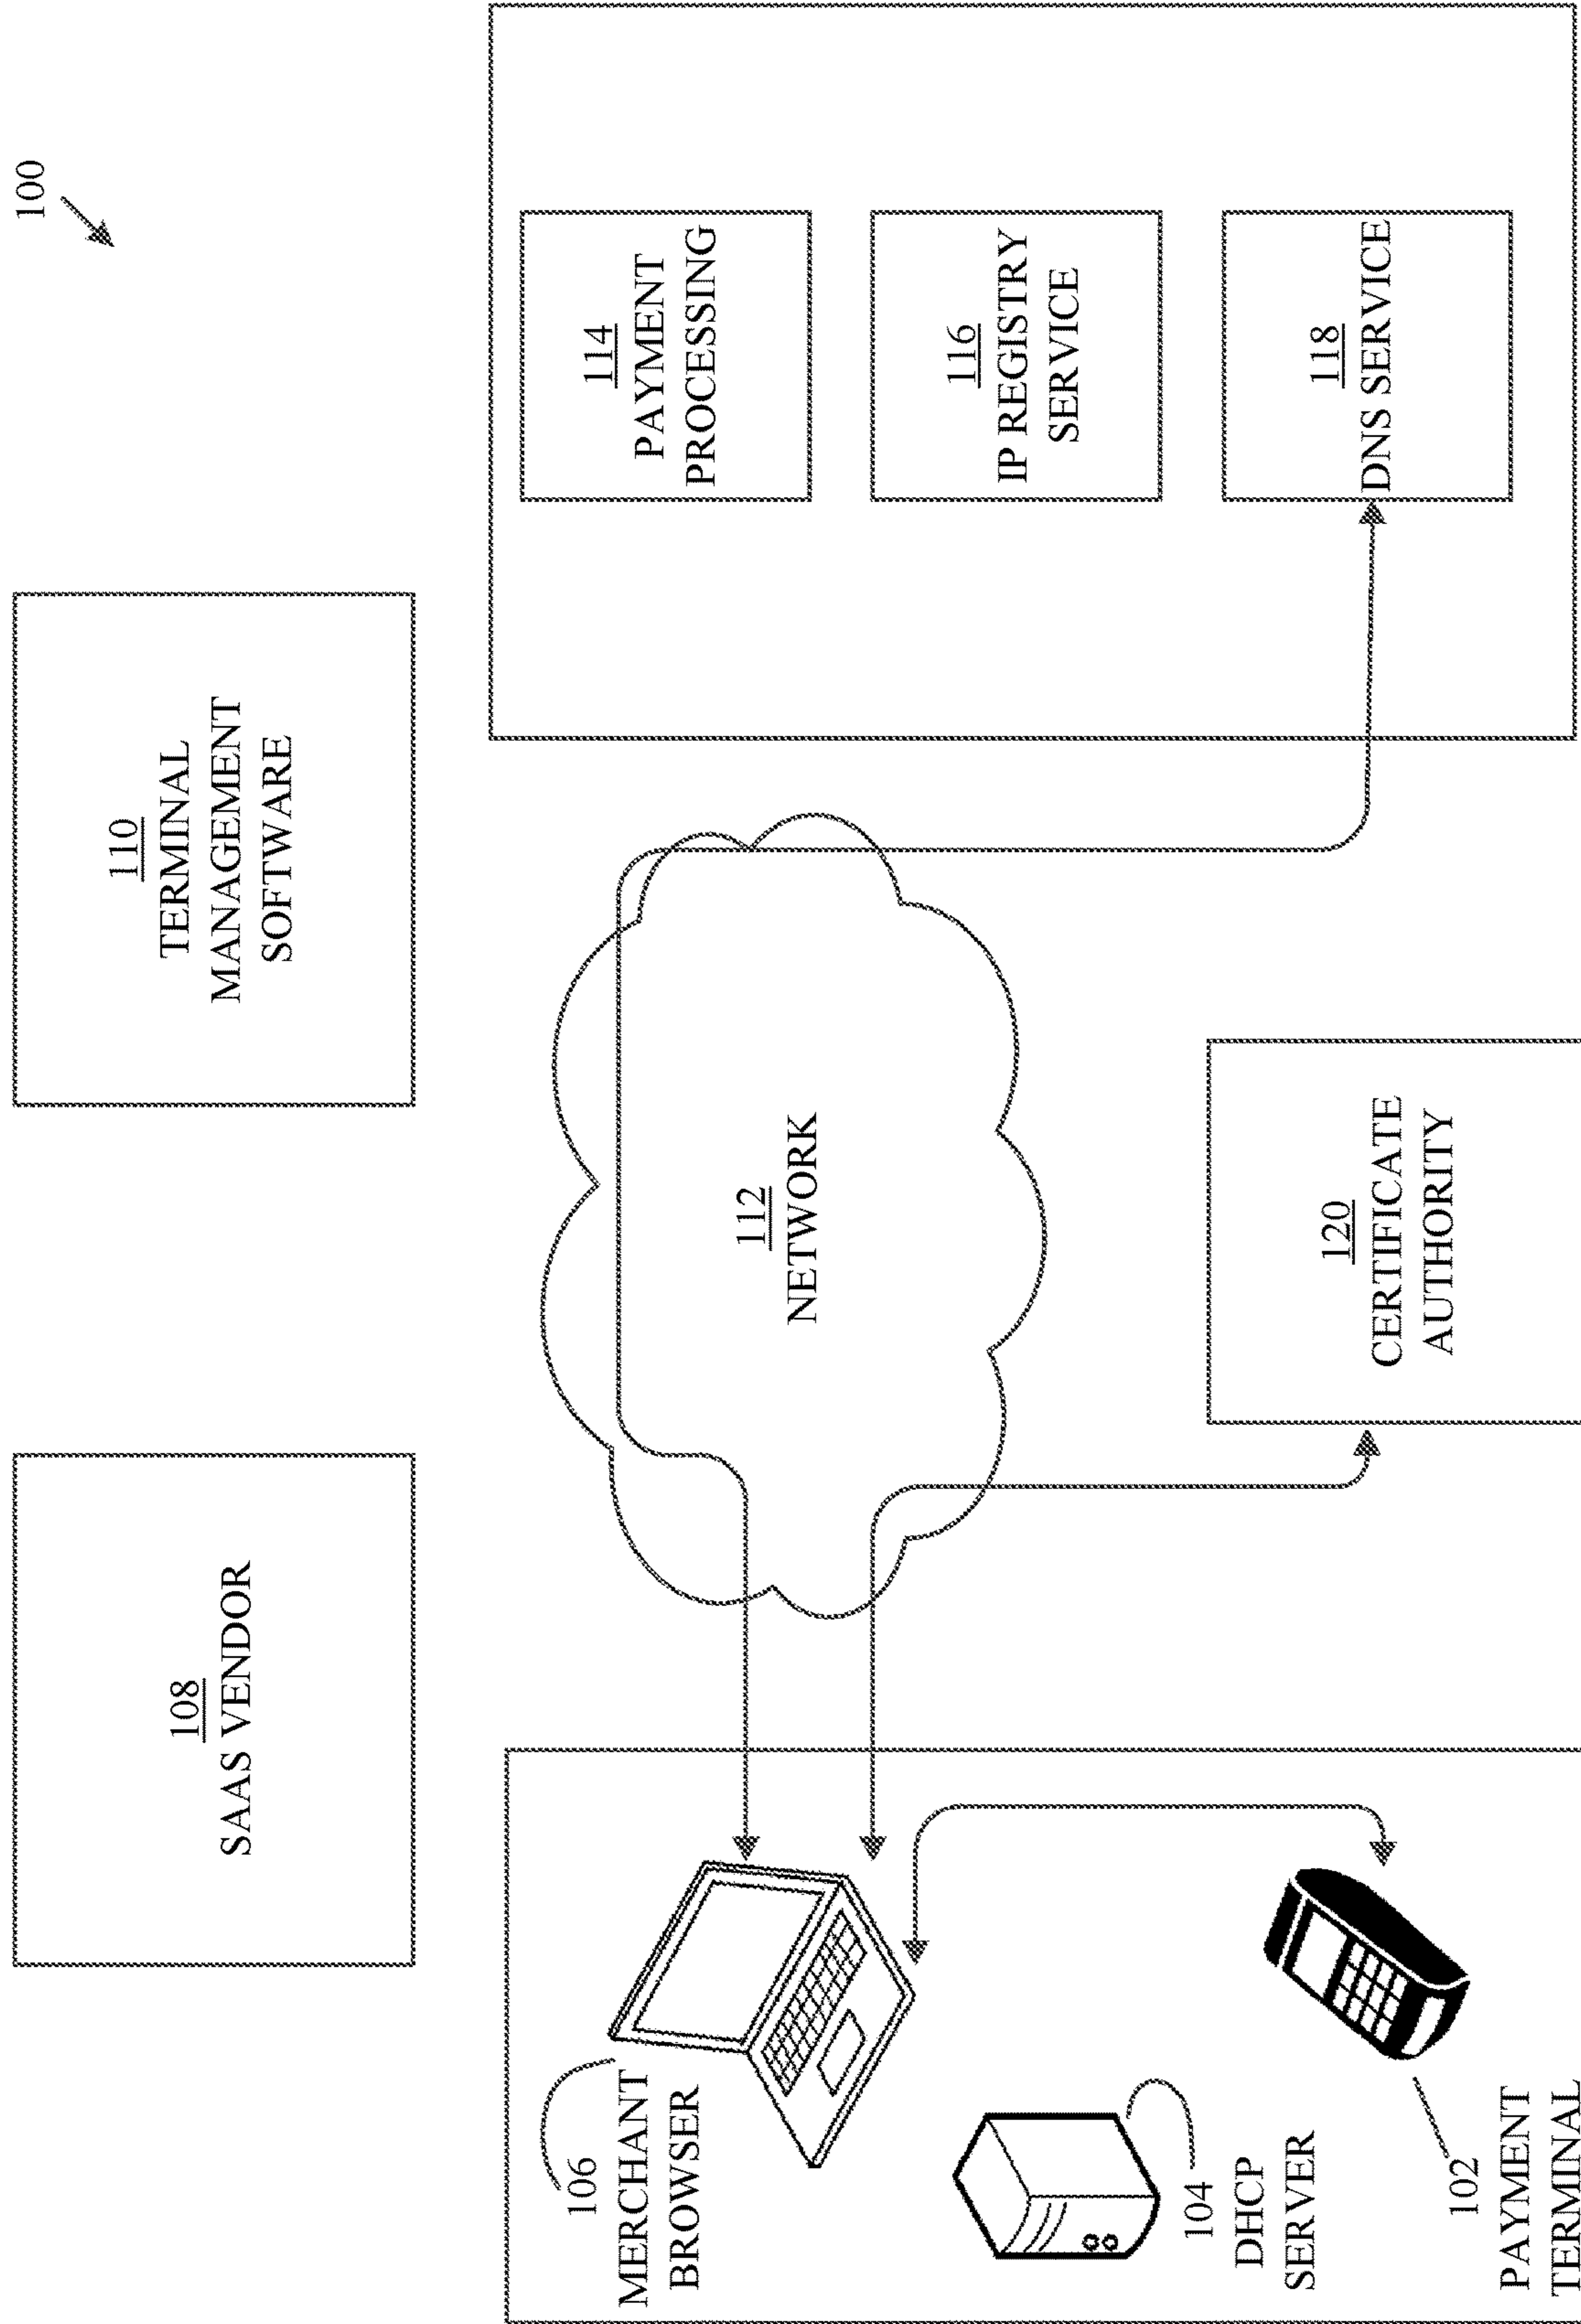 100
108
SAAS VENDOR
110
TERMINAL
MANAGEMENT
SOFTWARE
106
MERCHANT
BROWSER
104
DHCP
SERVER
102
PAYMENT
TERMINAL
112
NETWORK
120
CERTIFICATE
AUTHORITY
114
PAYMENT
PROCESSING
116
IP REGISTRY
SERVICE
118
DNS SERVICE